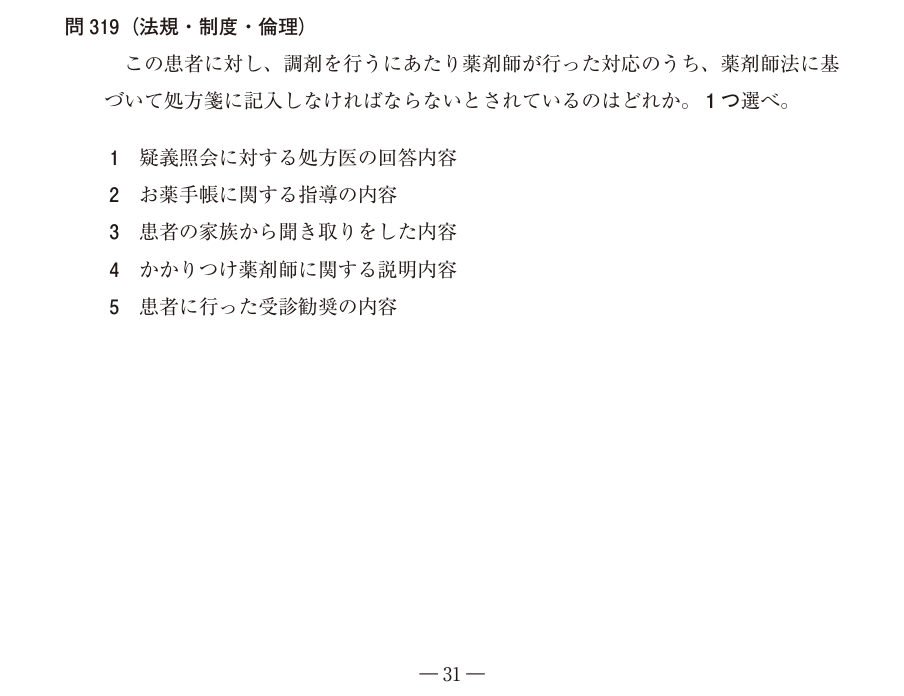 問 319（法規・制度・倫理）
この患者に対し、調剤を行うにあたり薬剤師が行った対応のうち、薬剤師法に基
づいて処方箋に記入しなければならないとされているのはどれか。1つ選べ。
1 疑義照会に対する処方医の回答内容
2 お薬手帳に関する指導の内容
3 患者の家族から聞き取りをした内容
4 かかりつけ薬剤師に関する説明内容
5 患者に行った受診勧奨の内容
― 31 ―